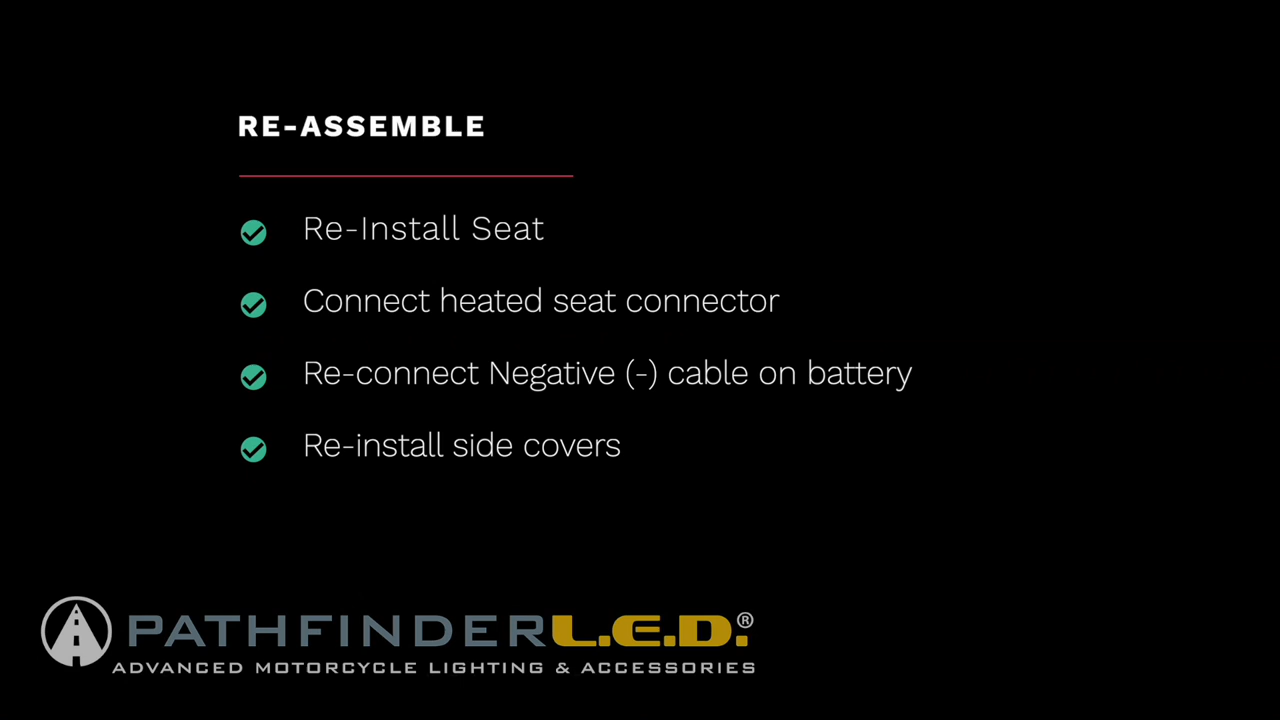 RE-ASSEMBLE
Re-Install Seat
Connect heated seat connector
Re-connect Negative (-) cable on battery
Re-install side covers
PATHFINDERL.E.D.®
ADVANCED MOTORCYCLE LIGHTING & ACCESSORIES